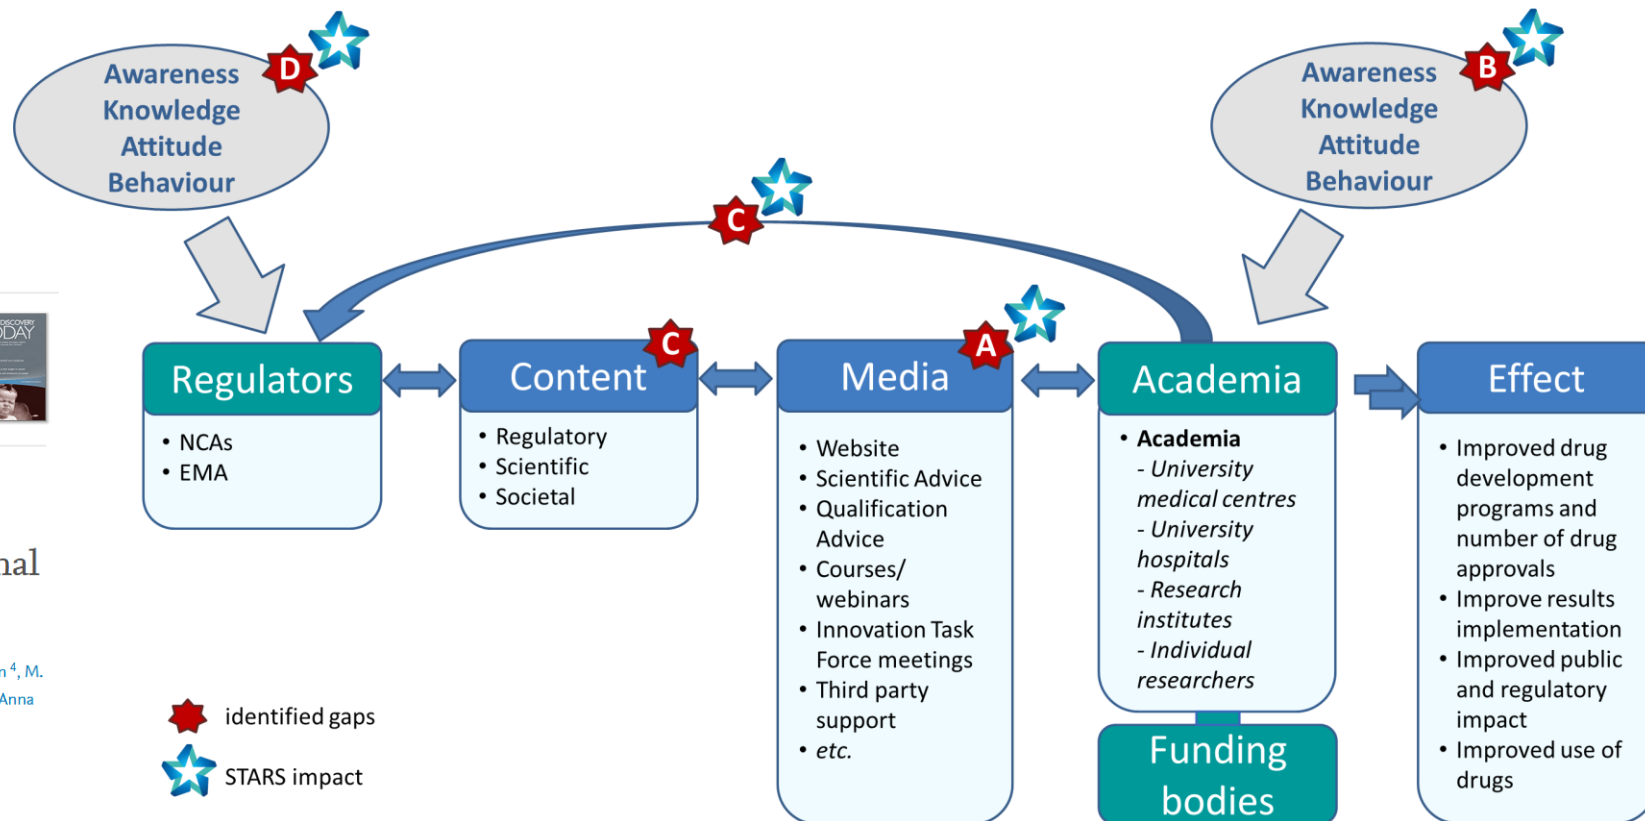 Awareness
Knowledge
Attitude
Behaviour
D
Awareness
Knowledge
Attitude
Behaviour
B
C
DISCOVERY
Regulators
• NCAs
• EMA
Content
C
• Regulatory
• Scientific
• Societal
Media
A
• Website
• Scientific Advice
• Qualification
Advice
• Courses/
webinars
• Innovation Task
Force meetings
• Third party
support
• etc.
Academia
• Academia
- University
medical centres
- University
hospitals
- Research
institutes
- Individual
researchers
Funding
bodies
Effect
• Improved drug
development
programs and
number of drug
approvals
• Improve results
implementation
• Improved public
and regulatory
impact
• Improved use of
drugs
nal
n 4, M.
Anna
identified gaps
STARS impact